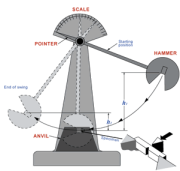 SCALE
POINTER
Starting
position
HAMMER
End of swing
ANVIL